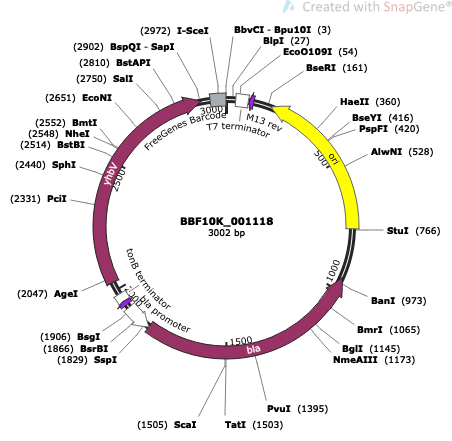 Created with SnapGene®
(2972) I-SceI
BbvCI - Bpu10I (3)
(2902) BspQI - SapI
BlpI (27)
(2810) BstAPI
EcoO109I (54)
(2750) SalI
BseRI (161)
(2651) EcoNI
HaeII (360)
(2552) BmtI
BseYI (416)
(2548) NheI
PspFI (420)
(2514) BstBI
AlwNI (528)
(2440) SphI
(2331) PciI
StuI (766)
(2047) AgeI
BanI (973)
BmrI (1065)
(1906) BsgI
BglI (1145)
(1866) BsrBI
NmeAIII (1173)
(1829) SspI
PvuI (1395)
(1505) ScaI
TatI (1503)
3000
FreeGenes Barcode
T7 terminator
M13 rev
ori
500
1000
1500
bla
bla promoter
tonB terminator
2000
yhbV
2500
BBF10K_001118
3002 bp